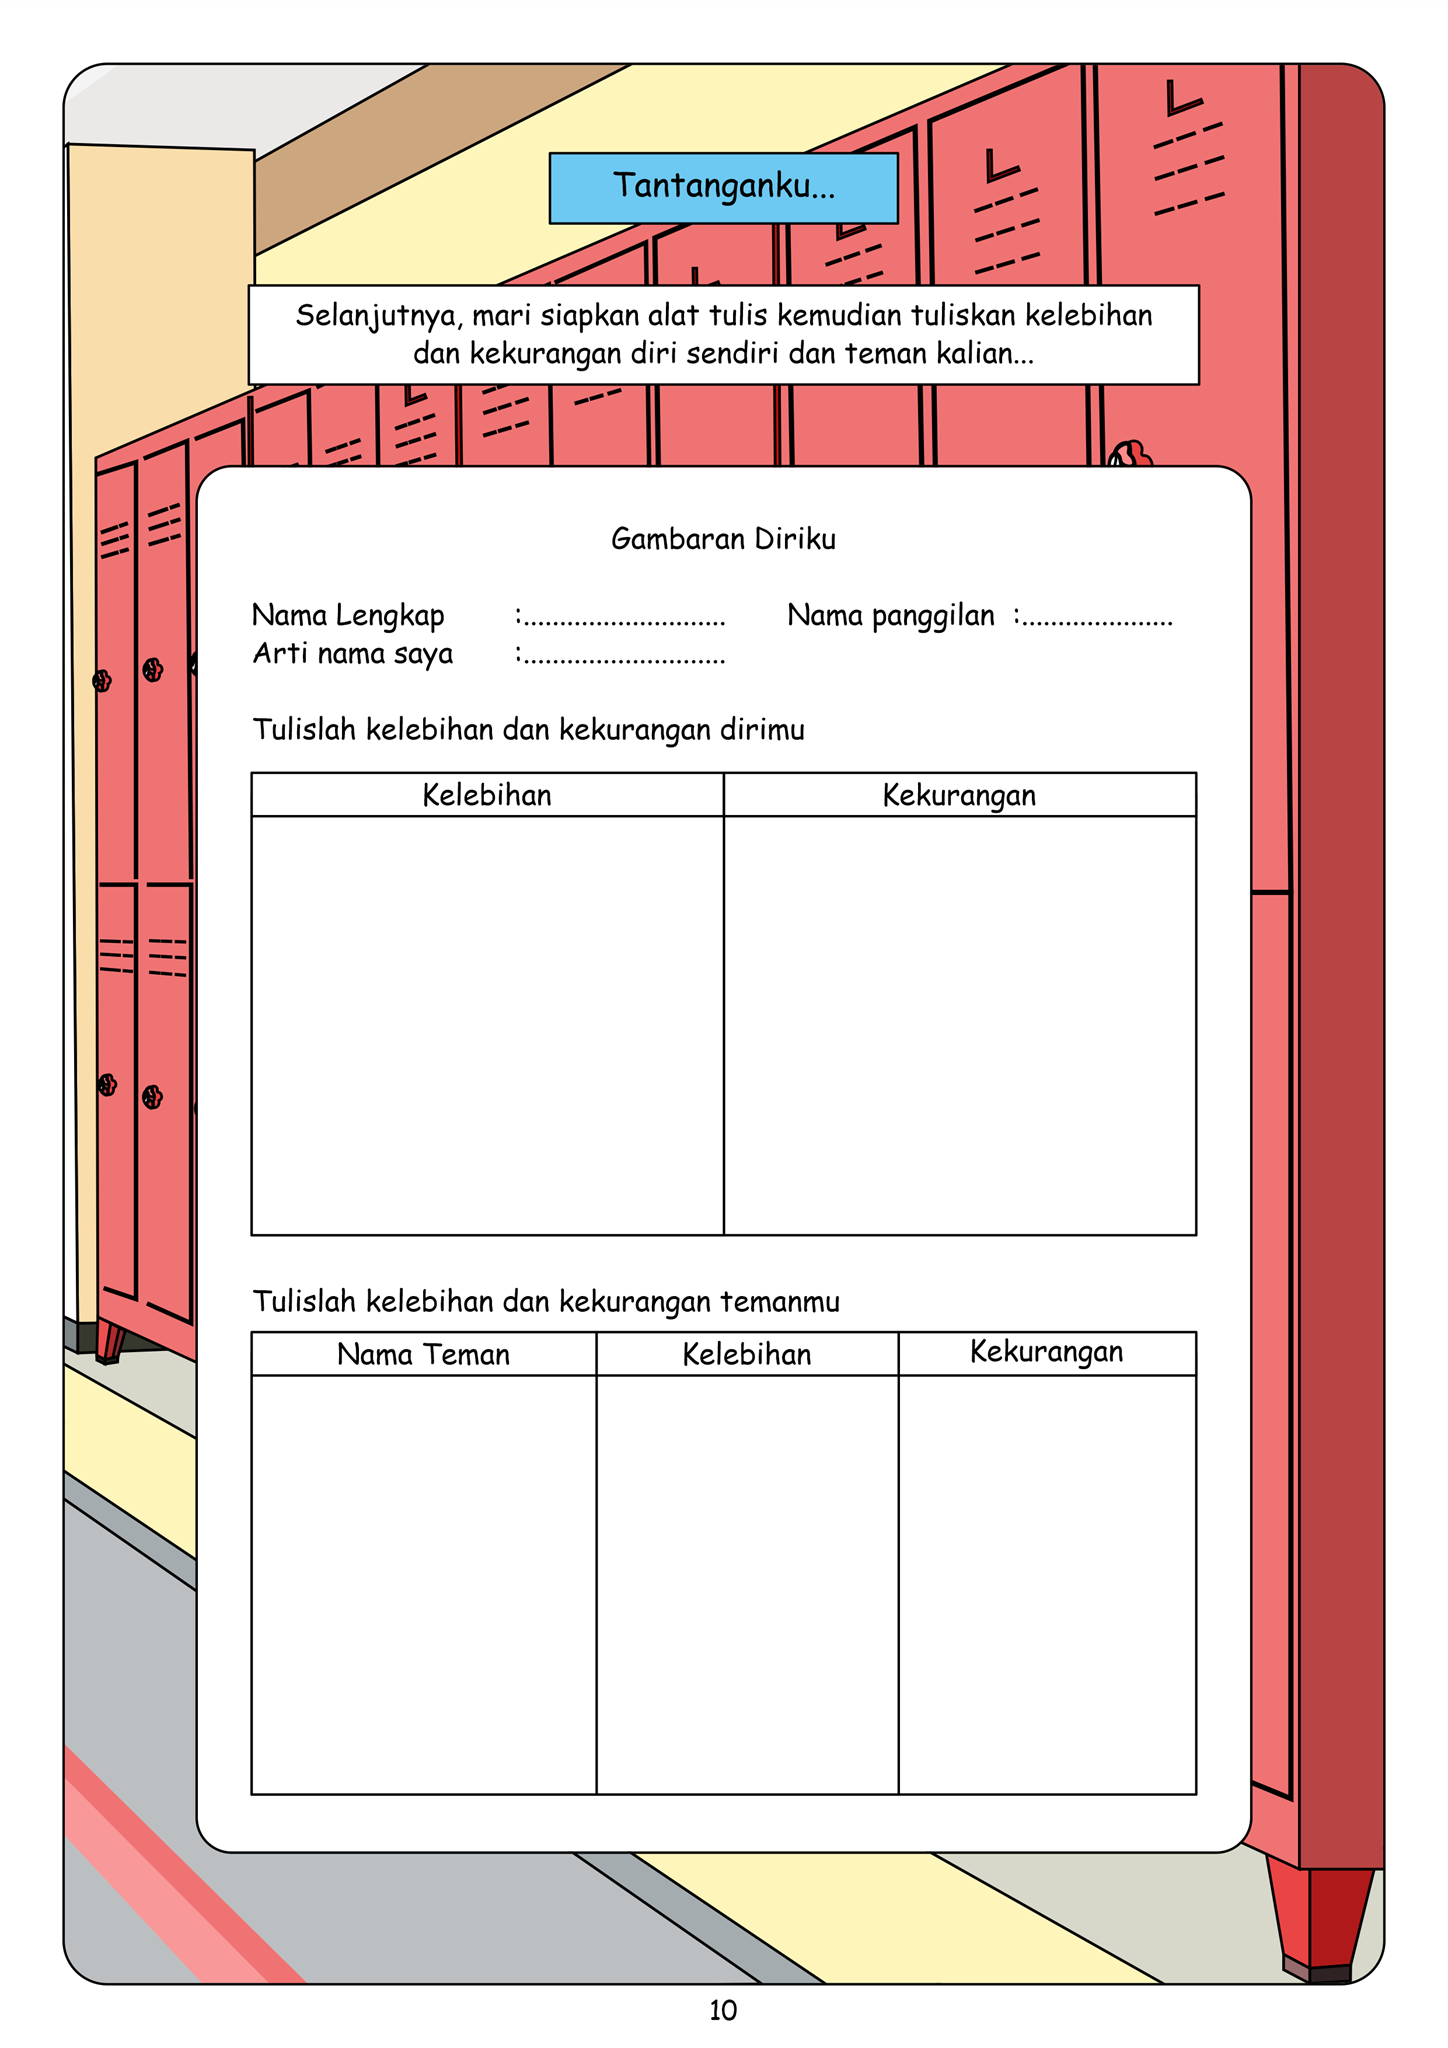 Tantanganku...
Selanjutnya, mari siapkan alat tulis kemudian tuliskan kelebihan
dan kekurangan diri sendiri dan teman kalian...
Gambaran Diriku
Nama Lengkap :............................ Nama panggilan :.....................
Arti nama saya :............................
Tulislah kelebihan dan kekurangan dirimu
Kelebihan Kekurangan
Tulislah kelebihan dan kekurangan temanmu
Nama Teman Kelebihan Kekurangan
10